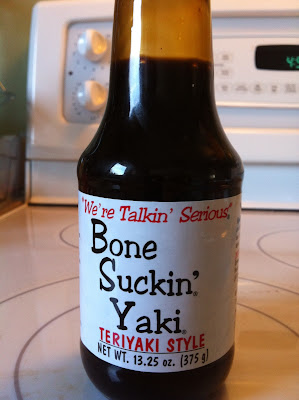 "We're Talkin' Serious."
Bone
Suckin'®
Yaki®
TERIYAKI STYLE
NET WT. 13.25 oz. (375 g)